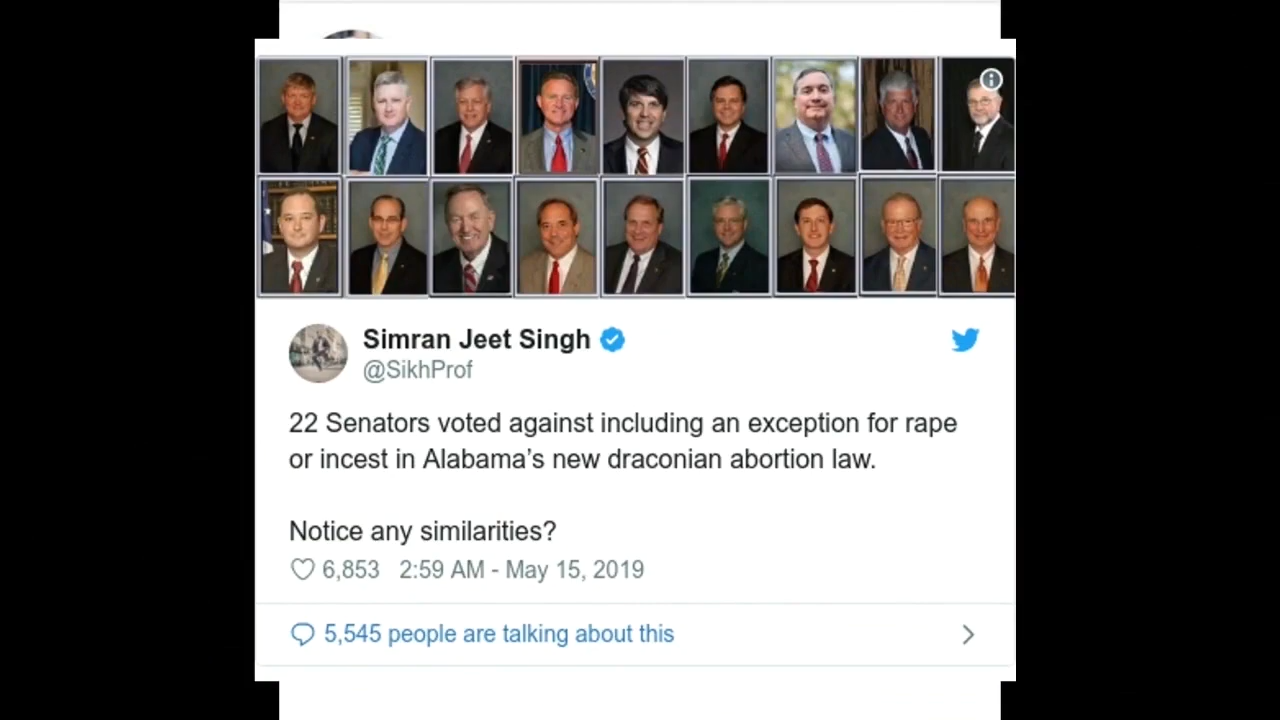 Simran Jeet Singh
@SikhProf
22 Senators voted against including an exception for rape
or incest in Alabama’s new draconian abortion law.
Notice any similarities?
6,853 2:59 AM - May 15, 2019
5,545 people are talking about this